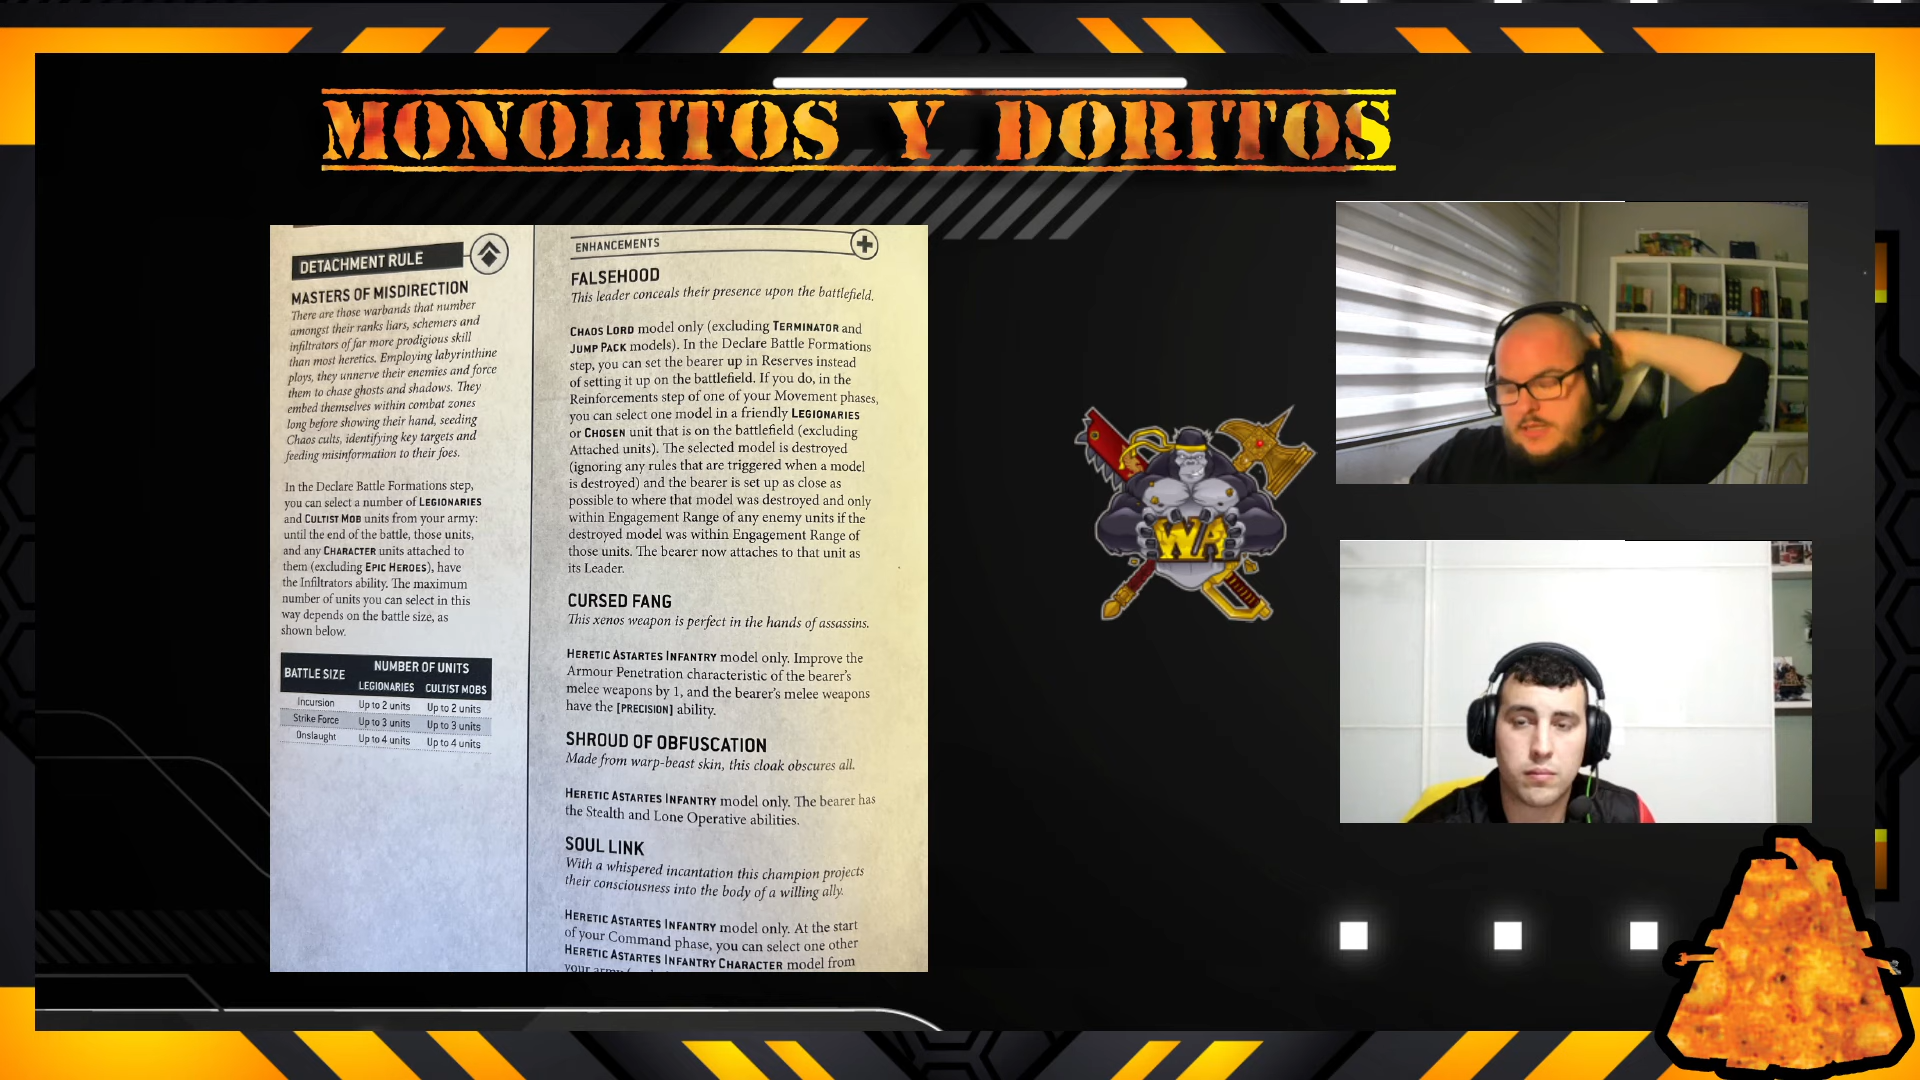 MONOLITOS Y DORITOS
DETACHMENT RULE
MASTERS OF MISDIRECTION
There are those warbands that number
amongst their ranks liars, schemers and
infiltrators of far more prodigious skill
than most heretics. Employing labyrinthine
ploys, they unnerve their enemies and force
them to chase ghosts and shadows. They
embed themselves within combat zones
long before showing their hand, seeding
Chaos cults, identifying key targets and
feeding misinformation to their foes.
In the Declare Battle Formations step,
you can select a number of LEGIONARIES
and CULTIST MOB units from your army:
until the end of the battle, those units,
and any CHARACTER units attached to
them (excluding EPIC HEROES), have
the Infiltrators ability. The maximum
number of units you can select in this
way depends on the battle size, as
shown below.
BATTLE SIZE NUMBER OF UNITS
LEGIONARIES CULTIST MOBS
Incursion Up to 2 units Up to 2 units
Strike Force Up to 3 units Up to 3 units
Onslaught Up to 4 units Up to 4 units
ENHANCEMENTS
FALSEHOOD
This leader conceals their presence upon the battlefield.
CHAOS LORD model only (excluding TERMINATOR and
JUMP PACK models). In the Declare Battle Formations
step, you can set the bearer up in Reserves instead
of setting it up on the battlefield. If you do, in the
Reinforcements step of one of your Movement phases,
you can select one model in a friendly LEGIONARIES
or CHOSEN unit that is on the battlefield (excluding
Attached units). The selected model is destroyed
(ignoring any rules that are triggered when a model
is destroyed) and the bearer is set up as close as
possible to where that model was destroyed and only
within Engagement Range of any enemy units if the
destroyed model was within Engagement Range of
those units. The bearer now attaches to that unit as
its Leader.
CURSED FANG
This xenos weapon is perfect in the hands of assassins.
HERETIC ASTARTES INFANTRY model only. Improve the
Armour Penetration characteristic of the bearer's
melee weapons by 1, and the bearer's melee weapons
have the [PRECISION] ability.
SHROUD OF OBFUSCATION
Made from warp-beast skin, this cloak obscures all.
HERETIC ASTARTES INFANTRY model only. The bearer has
the Stealth and Lone Operative abilities.
SOUL LINK
With a whispered incantation this champion projects
their consciousness into the body of a willing ally.
HERETIC ASTARTES INFANTRY model only. At the start
of your Command phase, you can select one other
HERETIC ASTARTES INFANTRY CHARACTER model from
your
WA